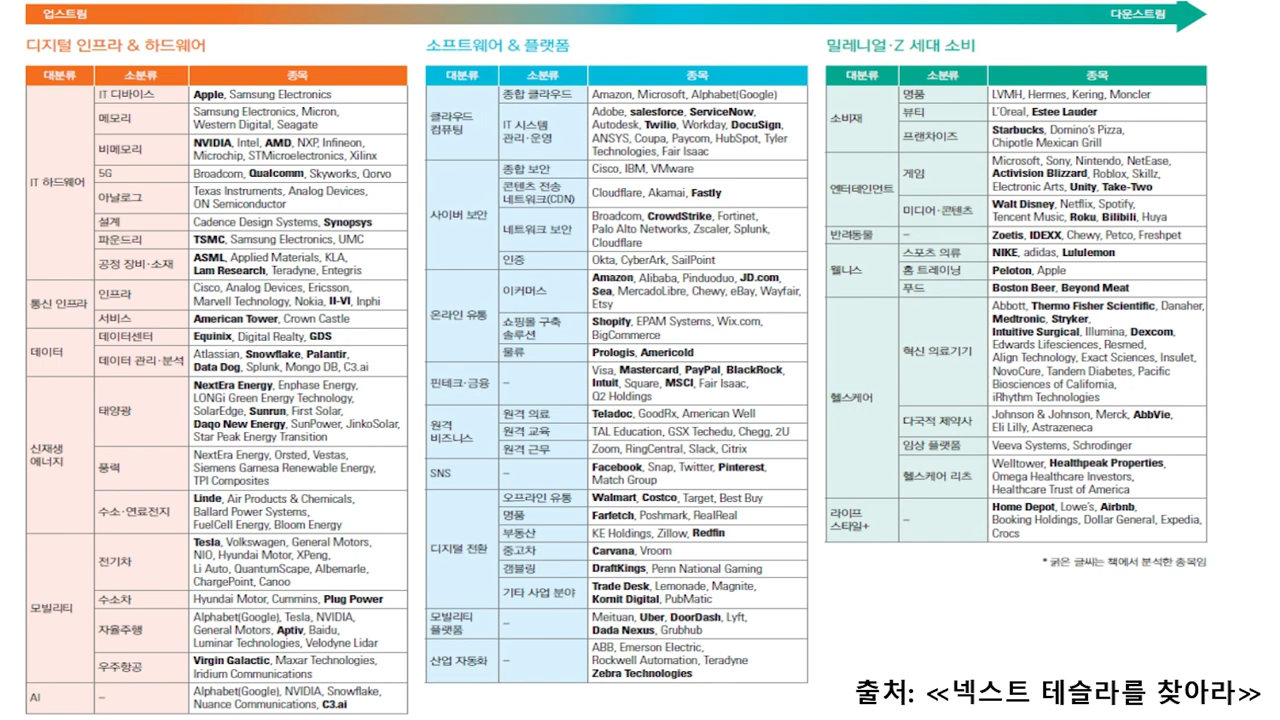 업스트림
다운스트림
디지털 인프라 & 하드웨어
대분류 소분류 종목
IT 하드웨어
IT 디바이스
Apple, Samsung Electronics
메모리
Samsung Electronics, Micron,
Western Digital, Seagate
비메모리
NVIDIA, Intel, AMD, NXP, Infineon,
Microchip, STMicroelectronics, Xilinx
5G
Broadcom, Qualcomm, Skyworks, Qorvo
아날로그
Texas Instruments, Analog Devices,
ON Semiconductor
설계
Cadence Design Systems, Synopsys
파운드리
TSMC, Samsung Electronics, UMC
공정 장비·소재
ASML, Applied Materials, KLA,
Lam Research, Teradyne, Entegris
통신 인프라
인프라
Cisco, Analog Devices, Ericsson,
Marvell Technology, Nokia, II-VI, Inphi
서비스
American Tower, Crown Castle
데이터
데이터센터
Equinix, Digital Realty, GDS
데이터 관리·분석
Atlassian, Snowflake, Palantir,
Data Dog, Splunk, Mongo DB, C3.ai
신재생
에너지
태양광
NextEra Energy, Enphase Energy,
LONGi Green Energy Technology,
SolarEdge, Sunrun, First Solar,
Daqo New Energy, SunPower, JinkoSolar,
Star Peak Energy Transition
풍력
NextEra Energy, Orsted, Vestas,
Siemens Gamesa Renewable Energy,
TPI Composites
수소·연료전지
Linde, Air Products & Chemicals,
Ballard Power Systems,
FuelCell Energy, Bloom Energy
모빌리티
전기차
Tesla, Volkswagen, General Motors,
NIO, Hyundai Motor, XPeng,
Li Auto, QuantumScape, Albemarle,
ChargePoint, Canoo
수소차
Hyundai Motor, Cummins, Plug Power
자율주행
Alphabet(Google), Tesla, NVIDIA,
General Motors, Aptiv, Baidu,
Luminar Technologies, Velodyne Lidar
우주항공
Virgin Galactic, Maxar Technologies,
Iridium Communications
AI
–
Alphabet(Google), NVIDIA, Snowflake,
Nuance Communications, C3.ai
소프트웨어 & 플랫폼
대분류 소분류 종목
클라우드
컴퓨팅
종합 클라우드
Amazon, Microsoft, Alphabet(Google)
IT 시스템
관리·운영
Adobe, salesforce, ServiceNow,
Autodesk, Twilio, Workday, DocuSign,
ANSYS, Coupa, Paycom, HubSpot, Tyler
Technologies, Fair Isaac
사이버 보안
종합 보안
Cisco, IBM, VMware
콘텐츠 전송
네트워크(CDN)
Cloudflare, Akamai, Fastly
네트워크 보안
Broadcom, CrowdStrike, Fortinet,
Palo Alto Networks, Zscaler, Splunk,
Cloudflare
인증
Okta, CyberArk, SailPoint
온라인 유통
이커머스
Amazon, Alibaba, Pinduoduo, JD.com,
Sea, MercadoLibre, Chewy, eBay, Wayfair,
Etsy
쇼핑몰 구축
솔루션
Shopify, EPAM Systems, Wix.com,
BigCommerce
물류
Prologis, Americold
핀테크·금융
–
Visa, Mastercard, PayPal, BlackRock,
Intuit, Square, MSCI, Fair Isaac,
Q2 Holdings
원격
비즈니스
원격 의료
Teladoc, GoodRx, American Well
원격 교육
TAL Education, GSX Techedu, Chegg, 2U
원격 근무
Zoom, RingCentral, Slack, Citrix
SNS
–
Facebook, Snap, Twitter, Pinterest,
Match Group
디지털 전환
오프라인 유통
Walmart, Costco, Target, Best Buy
명품
Farfetch, Poshmark, RealReal
부동산
KE Holdings, Zillow, Redfin
중고차
Carvana, Vroom
갬블링
DraftKings, Penn National Gaming
기타 사업 분야
Trade Desk, Lemonade, Magnite,
Kornit Digital, PubMatic
모빌리티
플랫폼
–
Meituan, Uber, DoorDash, Lyft,
Dada Nexus, Grubhub
산업 자동화
–
ABB, Emerson Electric,
Rockwell Automation, Teradyne
Zebra Technologies
밀레니얼·Z 세대 소비
대분류 소분류 종목
소비재
명품
LVMH, Hermes, Kering, Moncler
뷰티
L'Oreal, Estee Lauder
프랜차이즈
Starbucks, Domino's Pizza,
Chipotle Mexican Grill
엔터테인먼트
게임
Microsoft, Sony, Nintendo, NetEase,
Activision Blizzard, Roblox, Skillz,
Electronic Arts, Unity, Take-Two
미디어·콘텐츠
Walt Disney, Netflix, Spotify,
Tencent Music, Roku, Bilibili, Huya
반려동물
–
Zoetis, IDEXX, Chewy, Petco, Freshpet
웰니스
스포츠 의류
NIKE, adidas, Lululemon
홈 트레이닝
Peloton, Apple
푸드
Boston Beer, Beyond Meat
헬스케어
혁신 의료기기
Abbott, Thermo Fisher Scientific, Danaher,
Medtronic, Stryker,
Intuitive Surgical, Illumina, Dexcom,
Edwards Lifesciences, Resmed,
Align Technology, Exact Sciences, Insulet,
NovoCure, Tandem Diabetes, Pacific
Biosciences of California,
iRhythm Technologies
다국적 제약사
Johnson & Johnson, Merck, AbbVie,
Eli Lilly, Astrazeneca
임상 플랫폼
Veeva Systems, Schrodinger
헬스케어 리츠
Welltower, Healthpeak Properties,
Omega Healthcare Investors,
Healthcare Trust of America
라이프
스타일+
–
Home Depot, Lowe's, Airbnb,
Booking Holdings, Dollar General, Expedia,
Crocs
* 굵은 글씨는 책에서 분석한 종목임
출처: ≪넥스트 테슬라를 찾아라≫